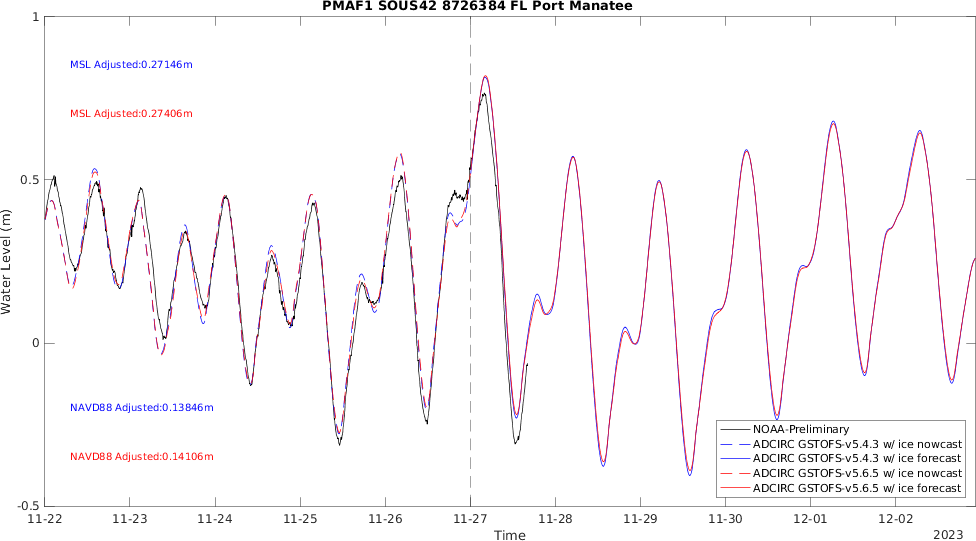 PMAF1 SOUS42 8726384 FL Port Manatee
1
MSL Adjusted:0.27146m
MSL Adjusted:0.27406m
0.5
Water Level (m)
0
NAVD88 Adjusted:0.13846m
NAVD88 Adjusted:0.14106m
NOAA-Preliminary
ADCIRC GSTOFS-v5.4.3 w/ ice nowcast
ADCIRC GSTOFS-v5.4.3 w/ ice forecast
ADCIRC GSTOFS-v5.6.5 w/ ice nowcast
ADCIRC GSTOFS-v5.6.5 w/ ice forecast
-0.5
11-22 11-23 11-24 11-25 11-26 11-27 11-28 11-29 11-30 12-01 12-02
Time
2023